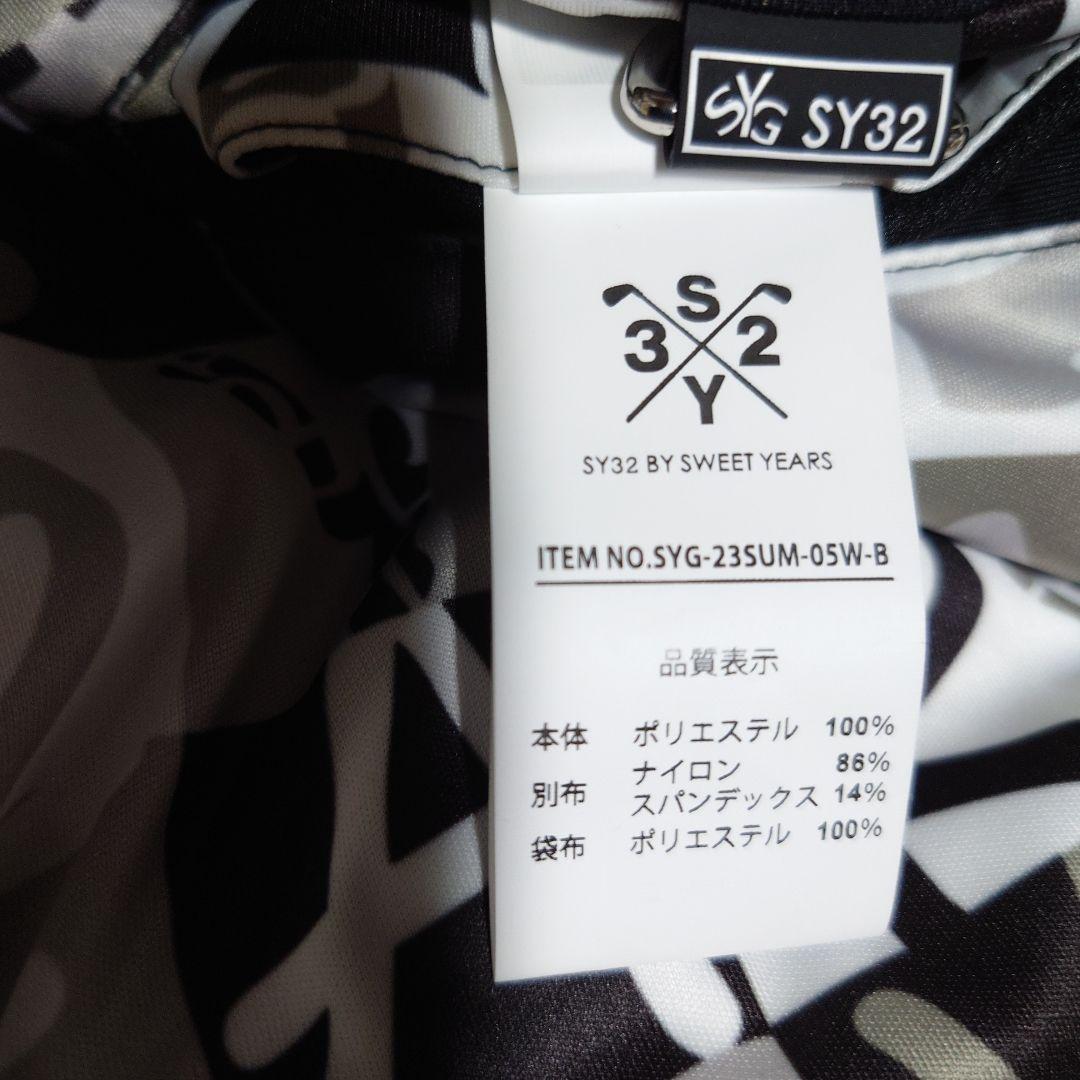 SYG SY32
S
3 2
Y
SY32 BY SWEET YEARS
ITEM NO.SYG-23SUM-05W-B
品質表示
本体 ポリエステル 100%
別布 ナイロン 86%
スパンデックス 14%
袋布 ポリエステル 100%